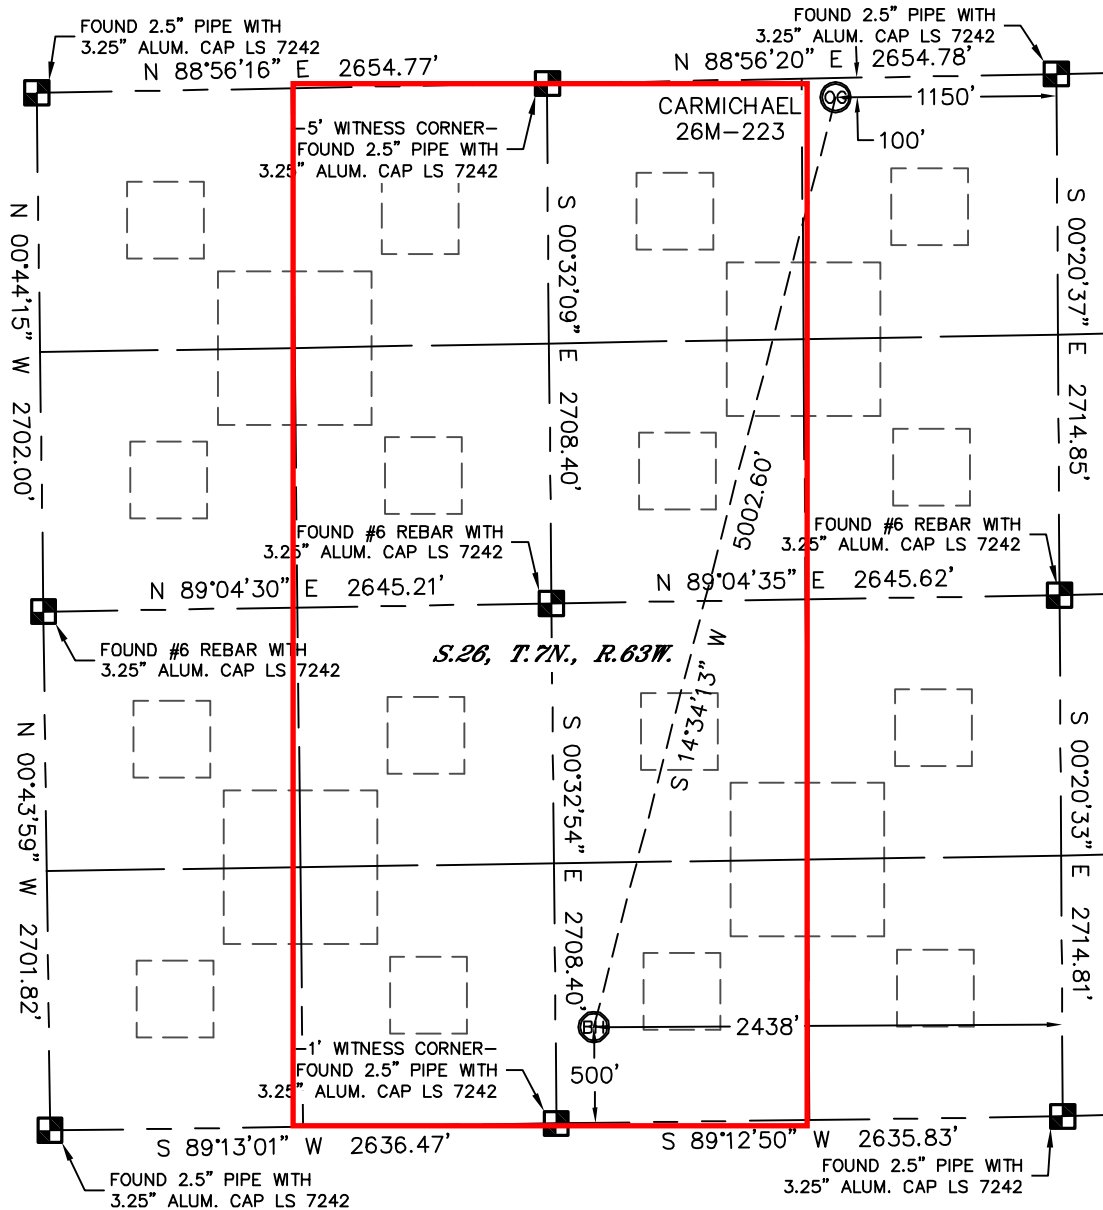 FOUND 2.5" PIPE WITH
3.25" ALUM. CAP LS 7242
N 88°56'16" E 2654.77'
FOUND 2.5" PIPE WITH
3.25" ALUM. CAP LS 7242
N 88°56'20" E 2654.78'
CARMICHAEL
26M-223
OG
1150'
100'
-5' WITNESS CORNER-
FOUND 2.5" PIPE WITH
3.25" ALUM. CAP LS 7242
N 00°44'15" W 2702.00'
S 00°32'09" E 2708.40'
S 00°20'37" E 2714.85'
5002.60'
FOUND #6 REBAR WITH
3.25" ALUM. CAP LS 7242
FOUND #6 REBAR WITH
3.25" ALUM. CAP LS 7242
N 89°04'30" E 2645.21'
N 89°04'35" E 2645.62'
FOUND #6 REBAR WITH
3.25" ALUM. CAP LS 7242
S.26, T.7N., R.63W.
S 14°34'13" W
N 00°43'59" W 2701.82'
S 00°32'54" E 2708.40'
S 00°20'33" E 2714.81'
BH
2438'
500'
-1' WITNESS CORNER-
FOUND 2.5" PIPE WITH
3.25" ALUM. CAP LS 7242
S 89°13'01" W 2636.47'
S 89°12'50" W 2635.83'
FOUND 2.5" PIPE WITH
3.25" ALUM. CAP LS 7242
FOUND 2.5" PIPE WITH
3.25" ALUM. CAP LS 7242